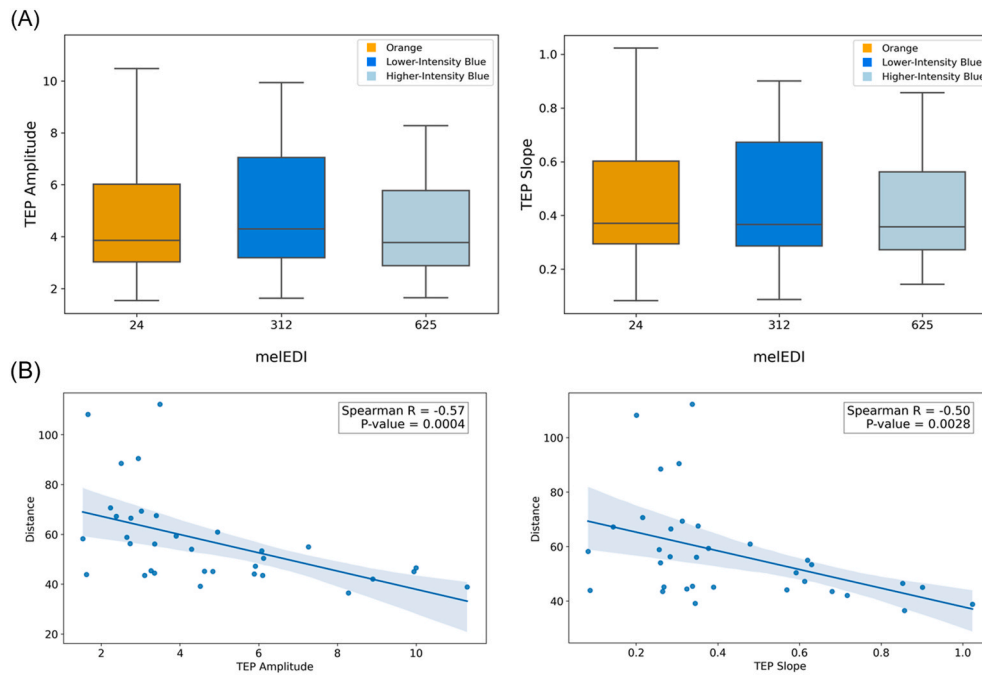 (A)
TEP Amplitude
10
8
6
4
2
Orange
Lower-Intensity Blue
Higher-Intensity Blue
24 312 625
melEDI
TEP Slope
1.0
0.8
0.6
0.4
0.2
Orange
Lower-Intensity Blue
Higher-Intensity Blue
24 312 625
melEDI
(B)
Distance
100
80
60
40
20
Spearman R = -0.57
P-value = 0.0004
2 4 6 8 10
TEP Amplitude
Distance
100
80
60
40
Spearman R = -0.50
P-value = 0.0028
0.2 0.4 0.6 0.8 1.0
TEP Slope